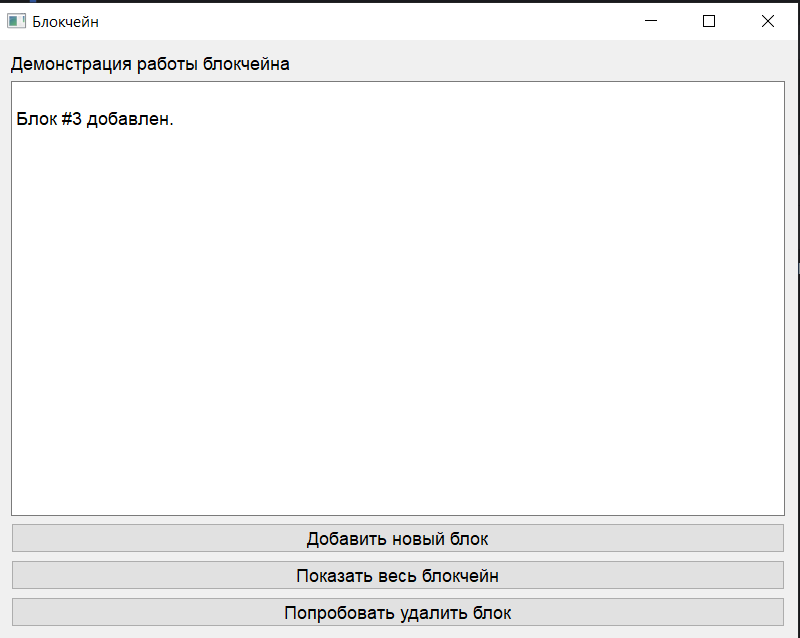 Блокчейн
Демонстрация работы блокчейна
Блок #3 добавлен.
Добавить новый блок
Показать весь блокчейн
Попробовать удалить блок